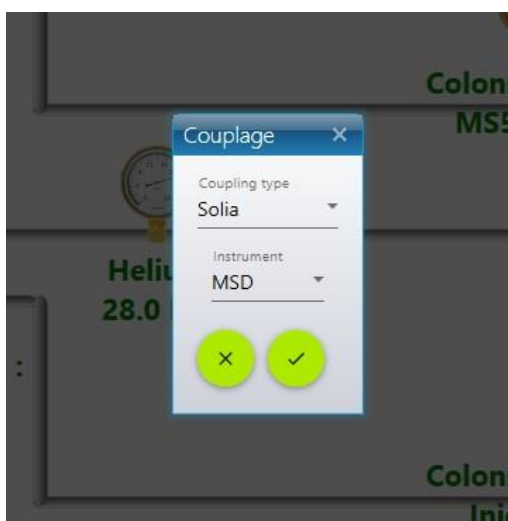 Colon
MS5
Couplage
Coupling type
Solia
Instrument
MSD
Heliu
28.0
:
Colon
Inje